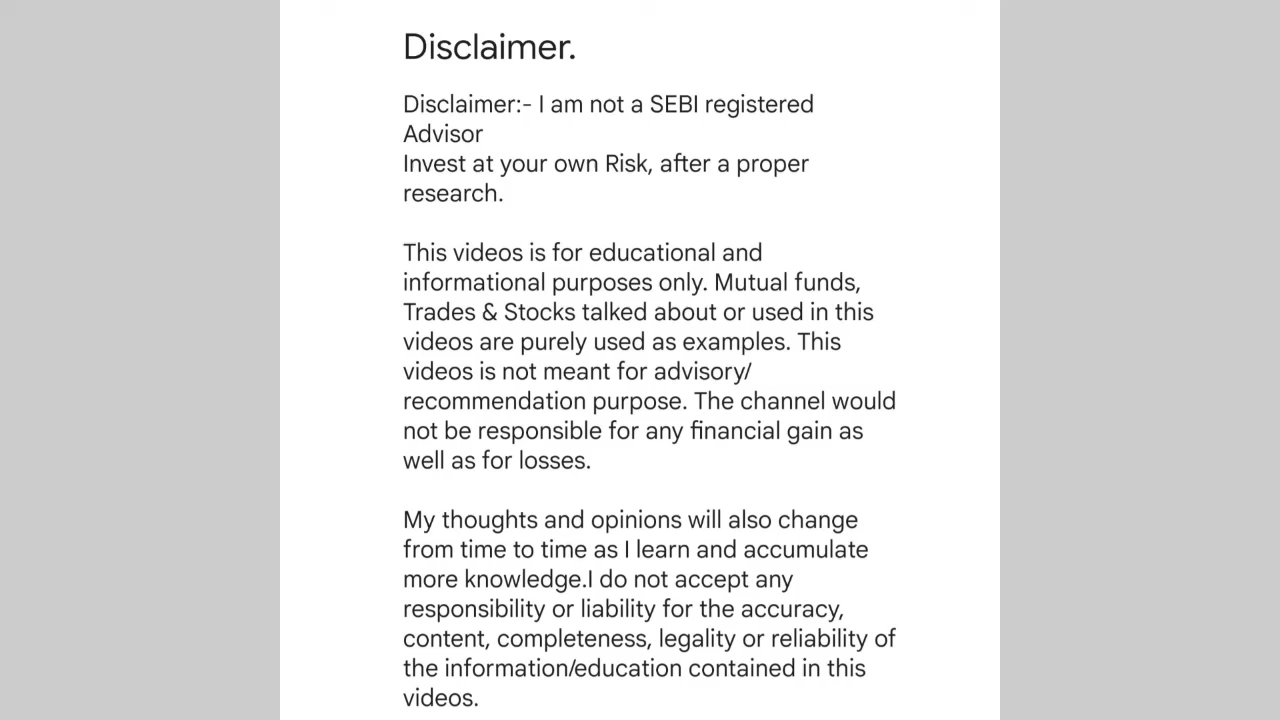 Disclaimer.
Disclaimer:- I am not a SEBI registered
Advisor
Invest at your own Risk, after a proper
research.
This videos is for educational and
informational purposes only. Mutual funds,
Trades & Stocks talked about or used in this
videos are purely used as examples. This
videos is not meant for advisory/
recommendation purpose. The channel would
not be responsible for any financial gain as
well as for losses.
My thoughts and opinions will also change
from time to time as I learn and accumulate
more knowledge.I do not accept any
responsibility or liability for the accuracy,
content, completeness, legality or reliability of
the information/education contained in this
videos.